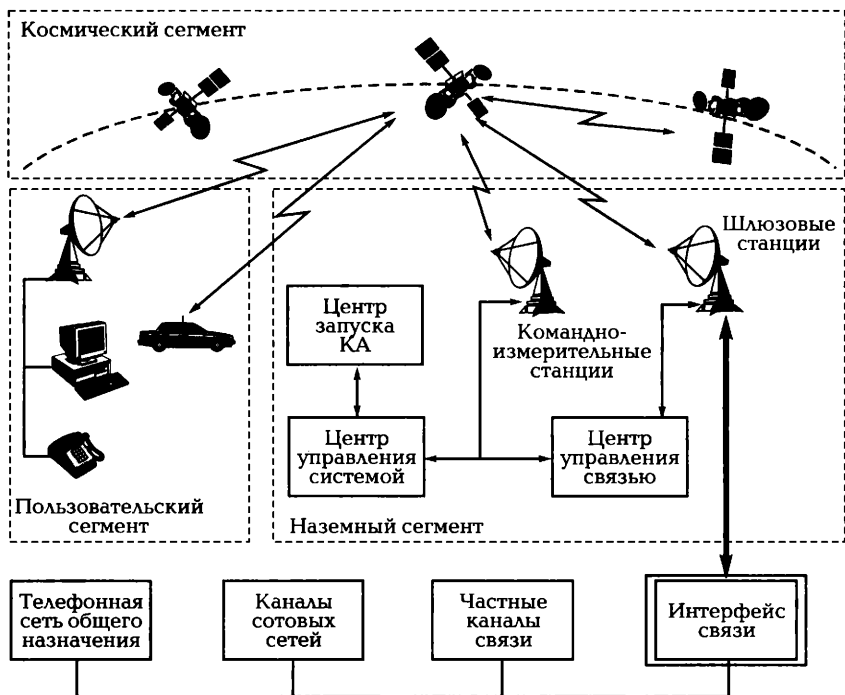 Космический сегмент
Шлюзовые
станции
Центр
запуска
КА
Командно-
измерительные
станции
Центр
управления
системой
Центр
управления
связью
Пользовательский
сегмент
Наземный сегмент
Телефонная
сеть общего
назначения
Каналы
сотовых
сетей
Частные
каналы
связи
Интерфейс
связи